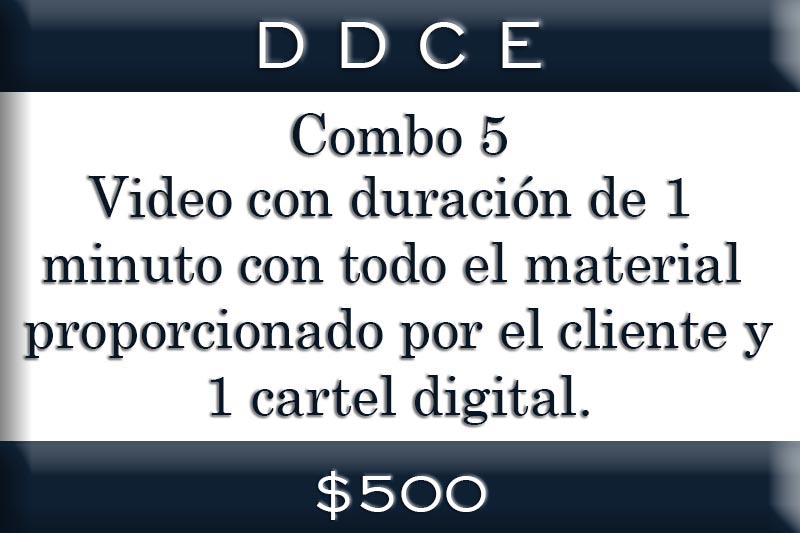 D D C E
Combo 5
Video con duración de 1
minuto con todo el material
proporcionado por el cliente y
1 cartel digital.
$500